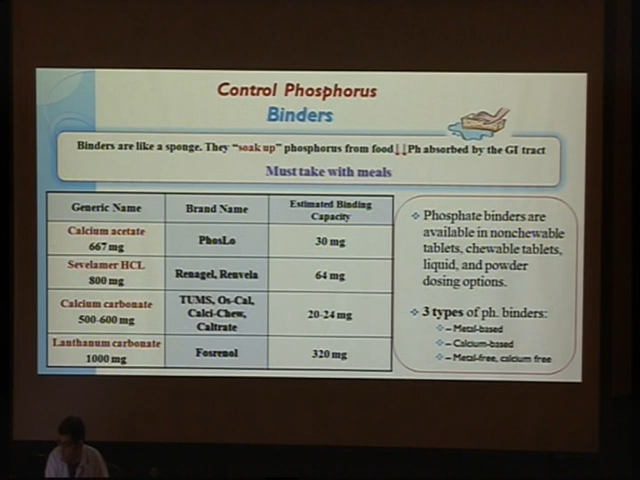 Control Phosphorus
Binders
Binders are like a sponge. They "soak up" phosphorus from food↓↓Ph absorbed by the GI tract
Must take with meals
Generic Name
Brand Name
Estimated Binding
Capacity
Calcium acetate
667 mg
PhosLo
30 mg
Sevelamer HCL
800 mg
Renagel, Renvela
64 mg
Calcium carbonate
500-600 mg
TUMS, Os-Cal,
Calci-Chew,
Caltrate
20-24 mg
Lanthanum carbonate
1000 mg
Fosrenol
320 mg
Phosphate binders are
available in nonchewable
tablets, chewable tablets,
liquid, and powder
dosing options.
3 types of ph. binders:
– Metal-based
– Calcium-based
– Metal-free, calcium free